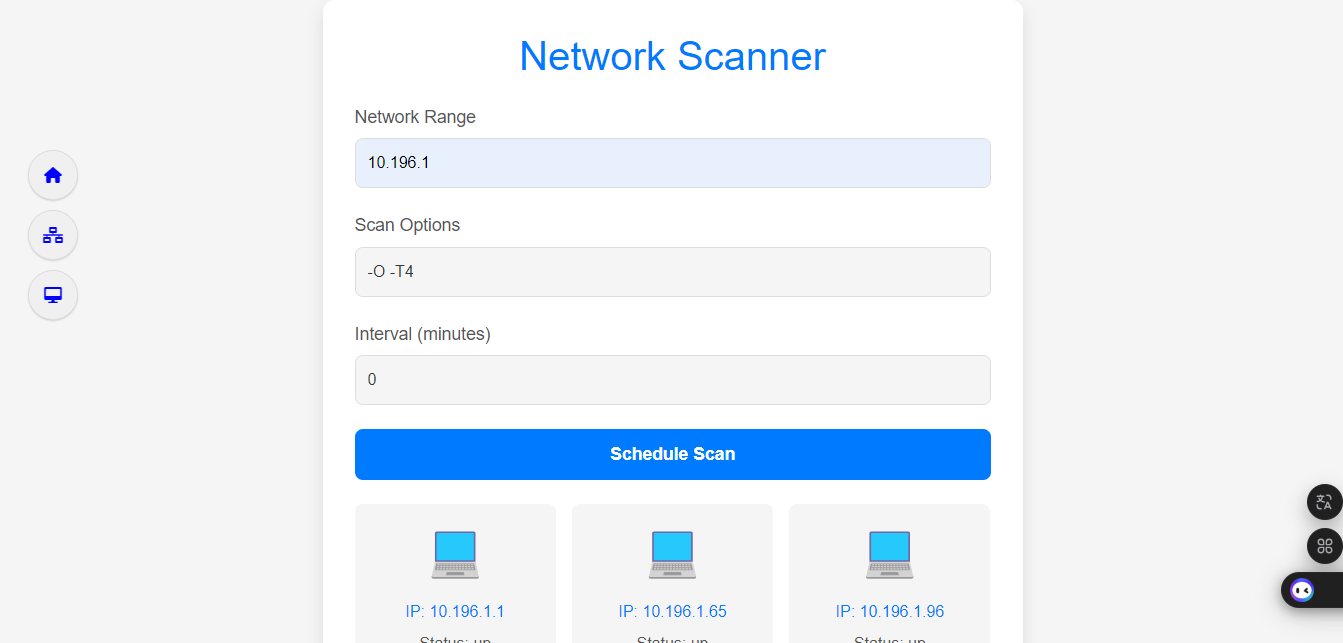 Network Scanner
Network Range
10.196.1
Scan Options
-O -T4
Interval (minutes)
0
Schedule Scan
IP: 10.196.1.1
IP: 10.196.1.65
IP: 10.196.1.96
Status: up
Status: up
Status: up